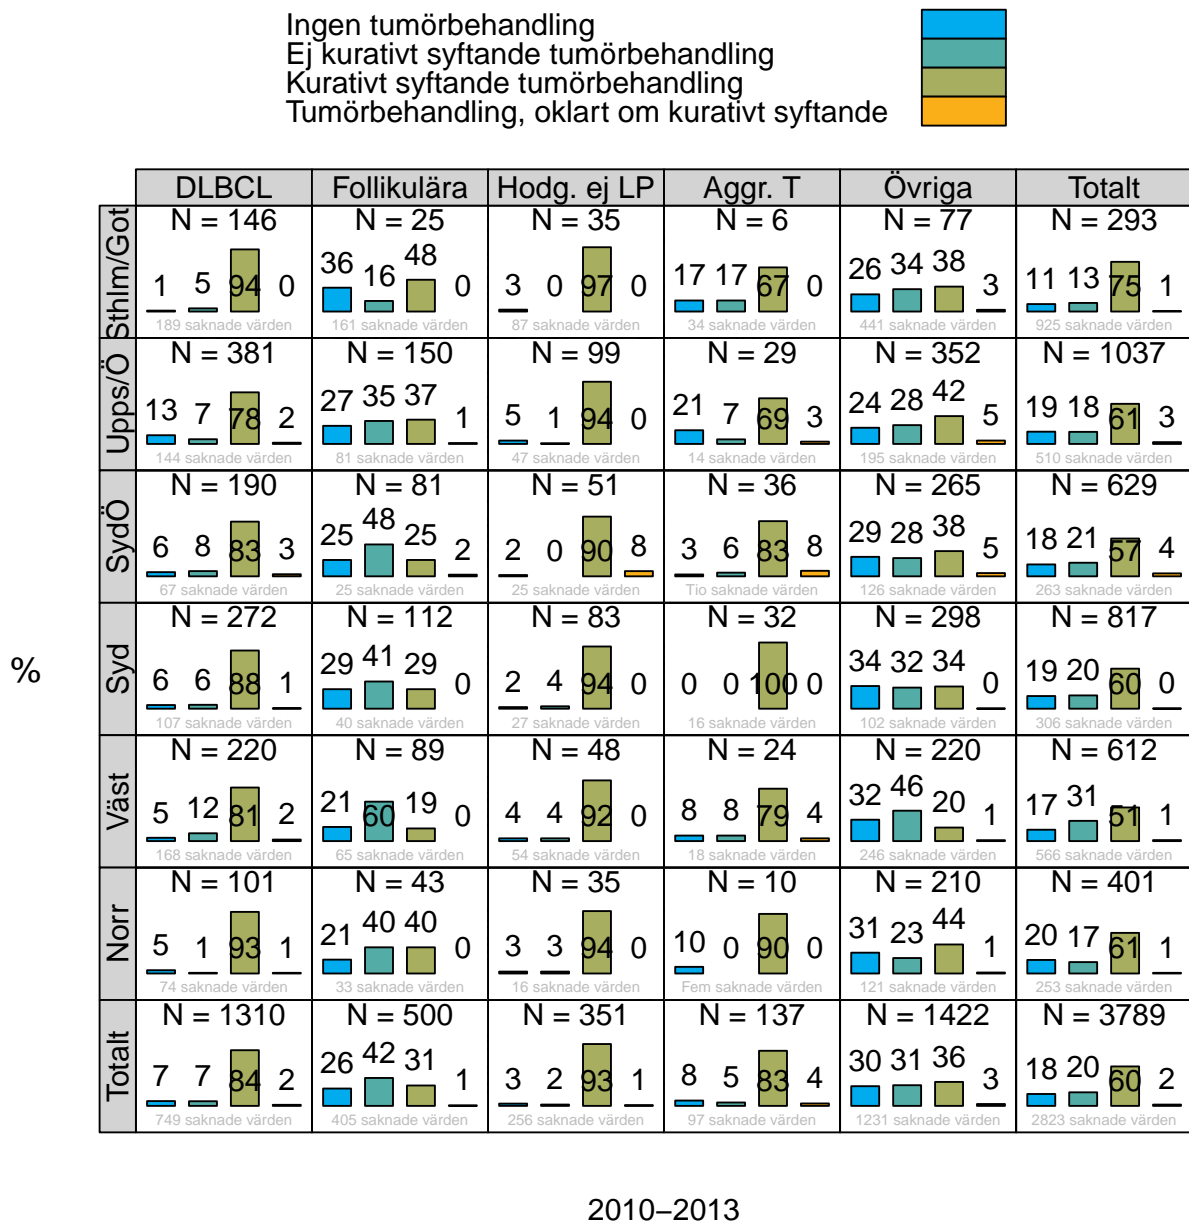 Ingen tumörbehandling
Ej kurativt syftande tumörbehandling
Kurativt syftande tumörbehandling
Tumörbehandling, oklart om kurativt syftande
DLBCL Follikulära Hodg. ej LP Aggr. T Övriga Totalt
Sthlm/Got
N = 146 N = 25 N = 35 N = 6 N = 77 N = 293
1 5 94 0 36 16 48 0 3 0 97 0 17 17 67 0 26 34 38 3 11 13 75 1
189 saknade värden 161 saknade värden 87 saknade värden 34 saknade värden 441 saknade värden 925 saknade värden
Upps/Ö
N = 381 N = 150 N = 99 N = 29 N = 352 N = 1037
13 7 78 2 27 35 37 1 5 1 94 0 21 7 69 3 24 28 42 5 19 18 61 3
144 saknade värden 81 saknade värden 47 saknade värden 14 saknade värden 195 saknade värden 510 saknade värden
SydÖ
N = 190 N = 81 N = 51 N = 36 N = 265 N = 629
6 8 83 3 25 48 25 2 2 0 90 8 3 6 83 8 29 28 38 5 18 21 57 4
67 saknade värden 25 saknade värden 25 saknade värden Tio saknade värden 126 saknade värden 263 saknade värden
%
Syd
N = 272 N = 112 N = 83 N = 32 N = 298 N = 817
6 6 88 1 29 41 29 0 2 4 94 0 0 0 100 0 34 32 34 0 19 20 60 0
107 saknade värden 40 saknade värden 27 saknade värden 16 saknade värden 102 saknade värden 306 saknade värden
Väst
N = 220 N = 89 N = 48 N = 24 N = 220 N = 612
5 12 81 2 21 60 19 0 4 4 92 0 8 8 79 4 32 46 20 1 17 31 51 1
168 saknade värden 65 saknade värden 54 saknade värden 18 saknade värden 246 saknade värden 566 saknade värden
Norr
N = 101 N = 43 N = 35 N = 10 N = 210 N = 401
5 1 93 1 21 40 40 0 3 3 94 0 10 0 90 0 31 23 44 1 20 17 61 1
74 saknade värden 33 saknade värden 16 saknade värden Fem saknade värden 121 saknade värden 253 saknade värden
Totalt
N = 1310 N = 500 N = 351 N = 137 N = 1422 N = 3789
7 7 84 2 26 42 31 1 3 2 93 1 8 5 83 4 30 31 36 3 18 20 60 2
749 saknade värden 405 saknade värden 256 saknade värden 97 saknade värden 1231 saknade värden 2823 saknade värden
2010–2013